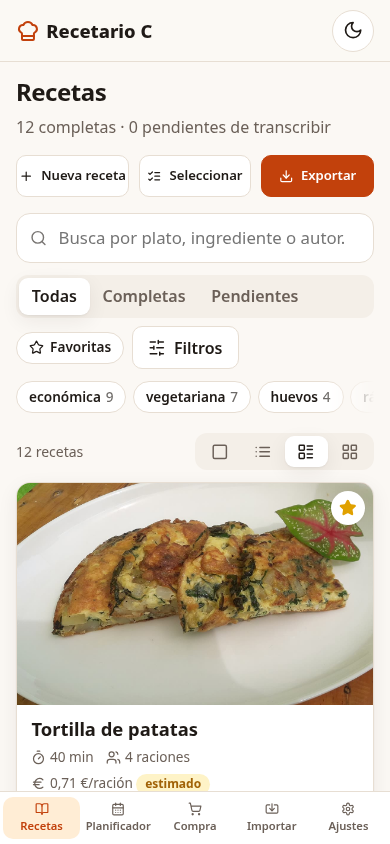 Recetario C
Recetas
12 completas · 0 pendientes de transcribir
Nueva receta
Seleccionar
Exportar
Busca por plato, ingrediente o autor.
Todas
Completas
Pendientes
Favoritas
Filtros
económica 9
vegetariana 7
huevos 4
12 recetas
Tortilla de patatas
40 min
4 raciones
0,71 €/ración
estimado
Recetas
Planificador
Compra
Importar
Ajustes